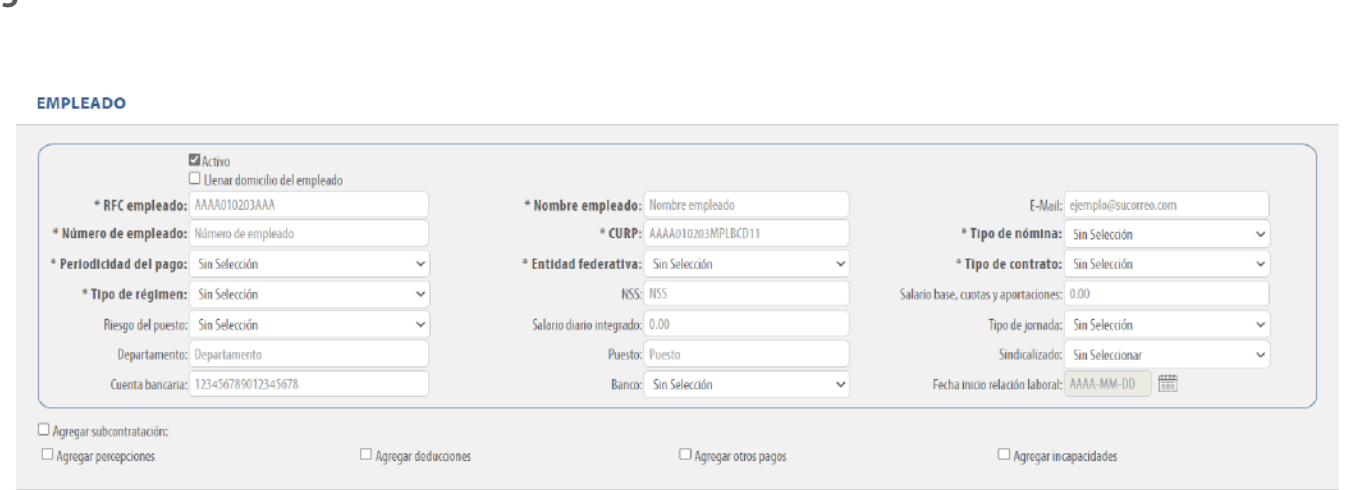 EMPLEADO
Activo
Llenar domicilio del empleado
* RFC empleado: AAAA010203AAA * Nombre empleado: Nombre empleado E-Mail: ejemplo@sucorreo.com
* Número de empleado: Número de empleado * CURP: AAAA010203MPLBCD11 * Tipo de nómina: Sin Selección
* Periodicidad del pago: Sin Selección * Entidad federativa: Sin Selección * Tipo de contrato: Sin Selección
* Tipo de régimen: Sin Selección NSS: NSS Salario base, cuotas y aportaciones: 0.00
Riesgo del puesto: Sin Selección Salario diario integrado: 0.00 Tipo de jornada: Sin Selección
Departamento: Departamento Puesto: Puesto Sindicalizado: Sin Seleccionar
Cuenta bancaria: 123456789012345678 Banco: Sin Selección Fecha inicio relación laboral: AAAA-MM-DD
Agregar subcontratación:
Agregar percepciones Agregar deducciones Agregar otros pagos Agregar incapacidades